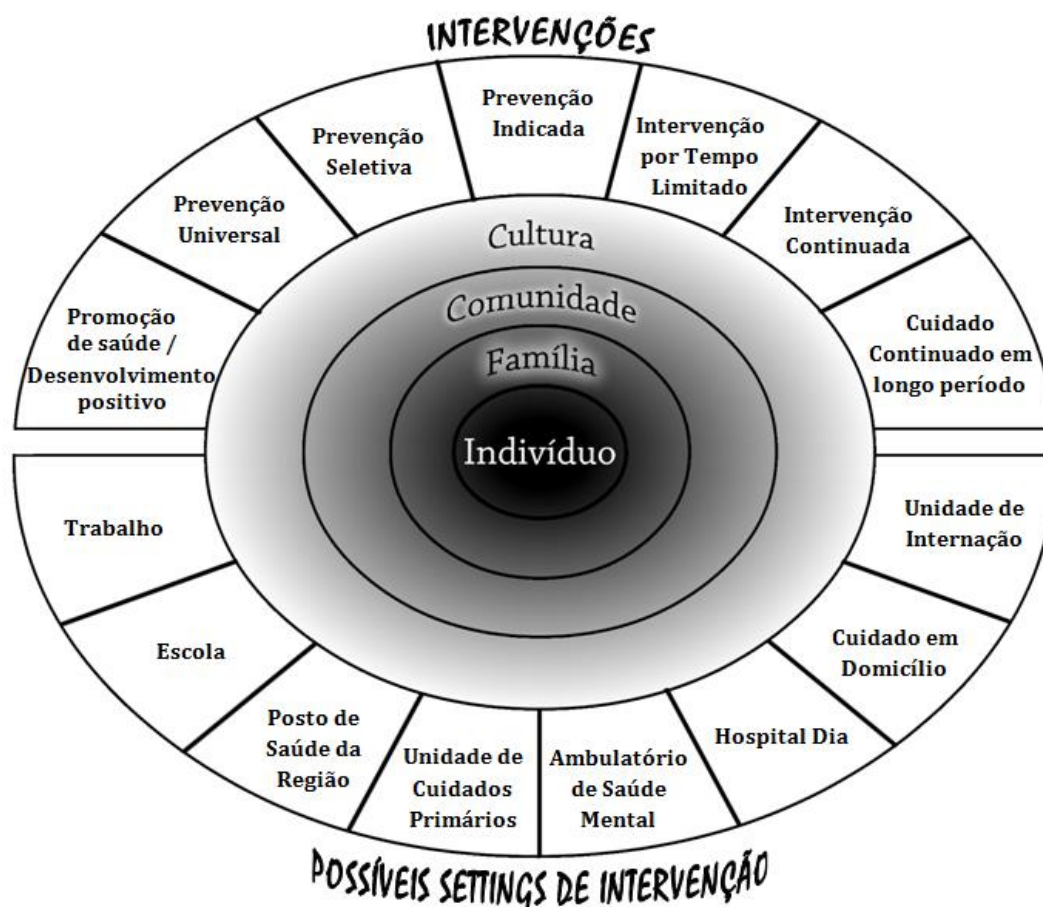 INTERVENÇÕES
Promoção
de saúde /
Desenvolvimento
positivo
Prevenção
Universal
Prevenção
Seletiva
Prevenção
Indicada
Intervenção
por Tempo
Limitado
Intervenção
Continuada
Cuidado
Continuado em
longo período
Cultura
Comunidade
Família
Indivíduo
Trabalho
Escola
Posto de
Saúde da
Região
Unidade de
Cuidados
Primários
Ambulatório
de Saúde
Mental
Hospital Dia
Cuidado em
Domicílio
Unidade de
Internação
POSSÍVEIS SETTINGS DE INTERVENÇÃO